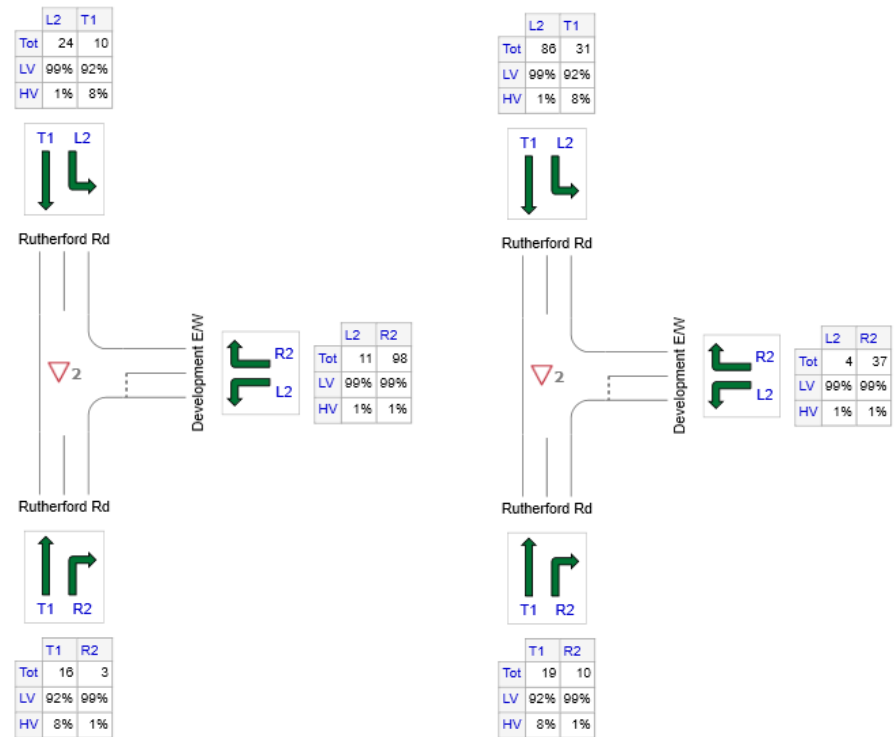 L2 T1
Tot 24 10
LV 99% 92%
HV 1% 8%
T1 L2
Rutherford Rd
2
Development E/W
R2
L2
L2 R2
Tot 11 98
LV 99% 99%
HV 1% 1%
Rutherford Rd
T1 R2
T1 R2
Tot 16 3
LV 92% 99%
HV 8% 1%
L2 T1
Tot 86 31
LV 99% 92%
HV 1% 8%
T1 L2
Rutherford Rd
2
Development E/W
R2
L2
L2 R2
Tot 4 37
LV 99% 99%
HV 1% 1%
Rutherford Rd
T1 R2
T1 R2
Tot 19 10
LV 92% 99%
HV 8% 1%